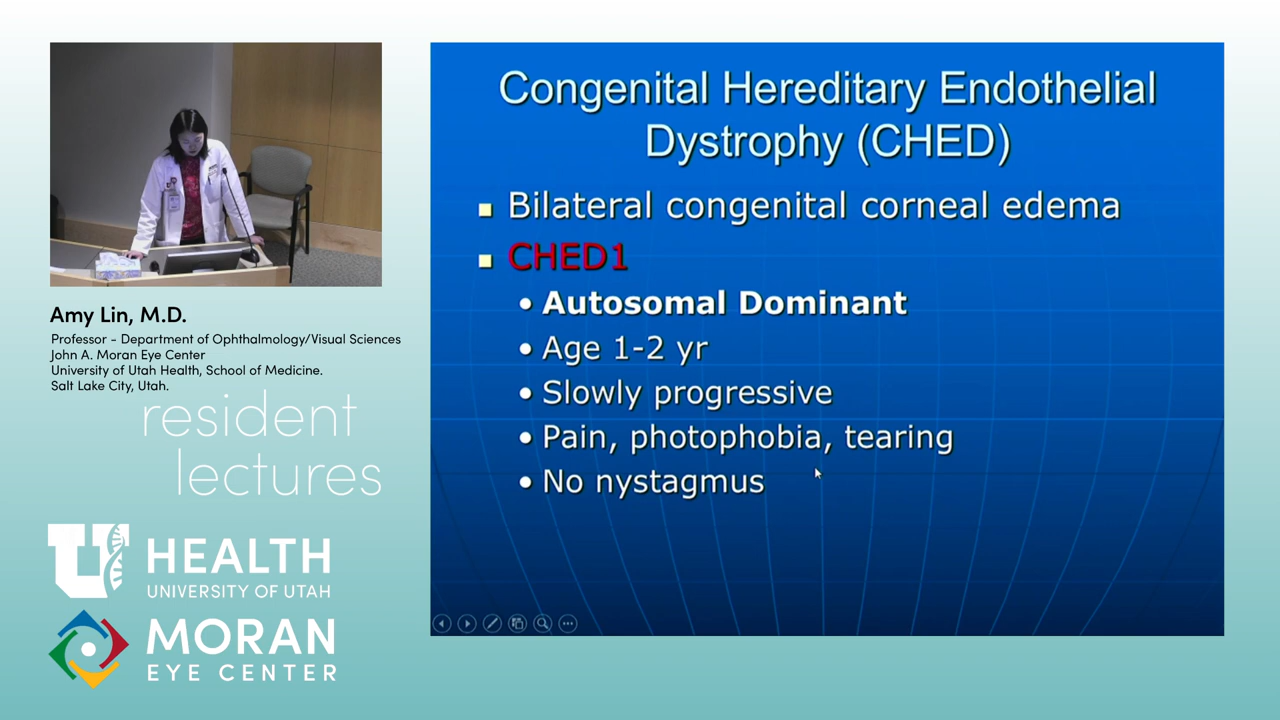 Amy Lin, M.D.
Professor - Department of Ophthalmology/Visual Sciences
John A. Moran Eye Center
University of Utah Health, School of Medicine.
Salt Lake City, Utah.
resident
lectures
U HEALTH
UNIVERSITY OF UTAH
MORAN
EYE CENTER
Congenital Hereditary Endothelial
Dystrophy (CHED)
Bilateral congenital corneal edema
CHED1
Autosomal Dominant
Age 1-2 yr
Slowly progressive
Pain, photophobia, tearing
No nystagmus